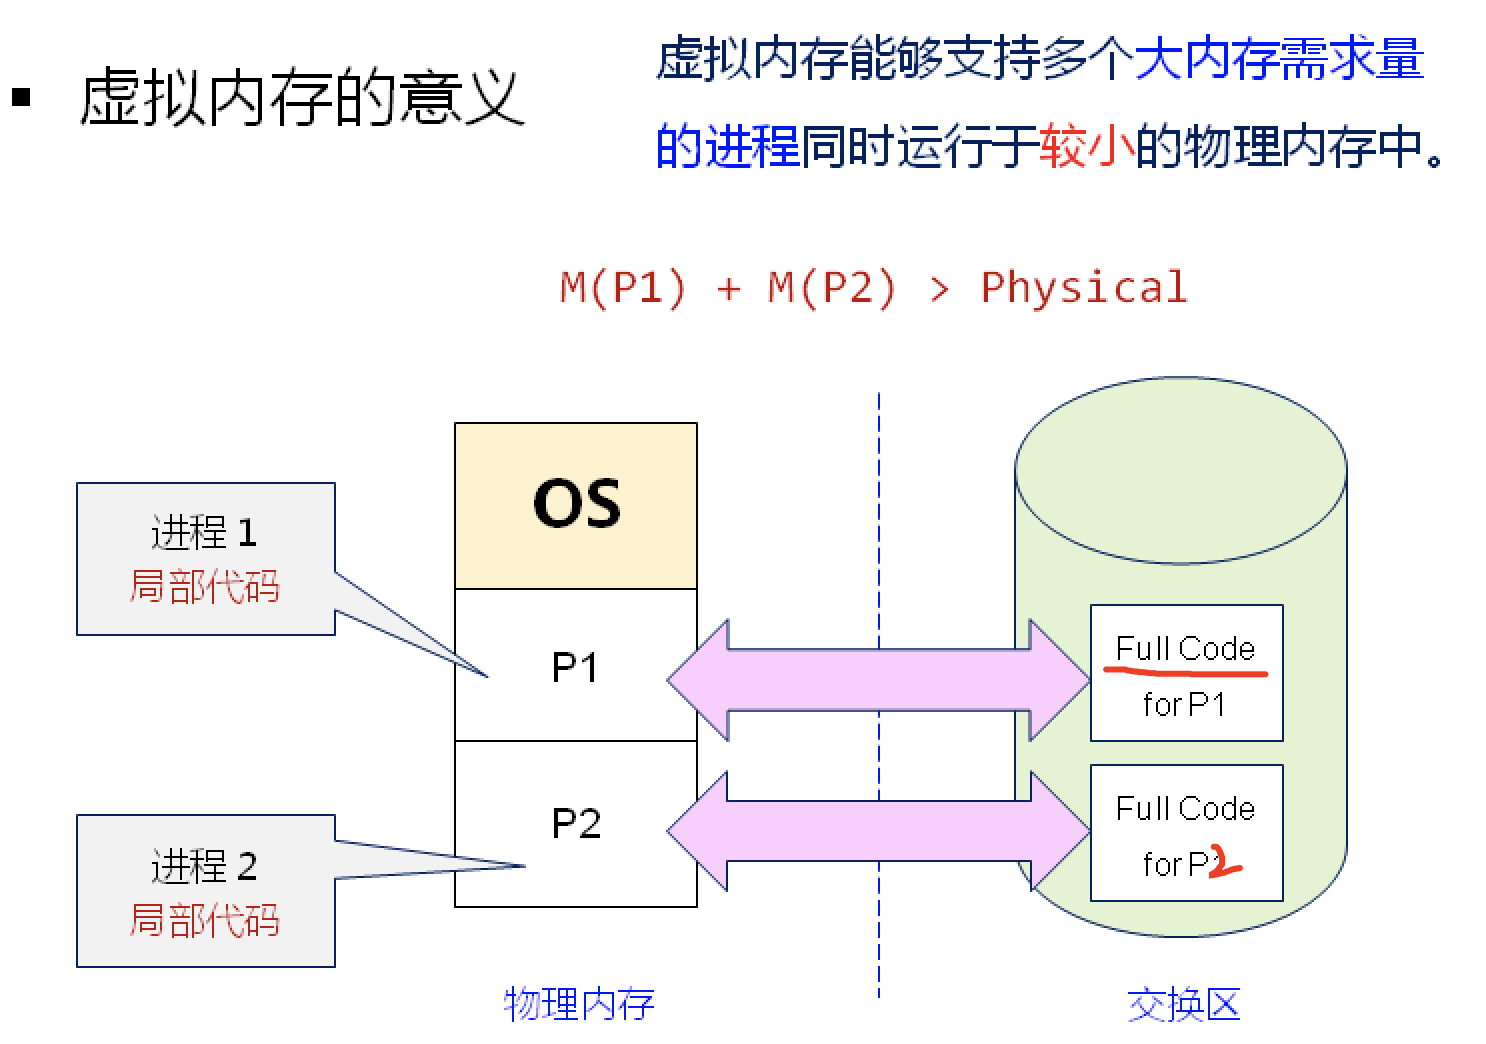 虚拟内存的意义
虚拟内存能够支持多个大内存需求量
的进程同时运行于较小的物理内存中。
M(P1) + M(P2) > Physical
OS
进程 1
局部代码
P1
Full Code
for P1
P2
Full Code
for P2
进程 2
局部代码
物理内存
交换区